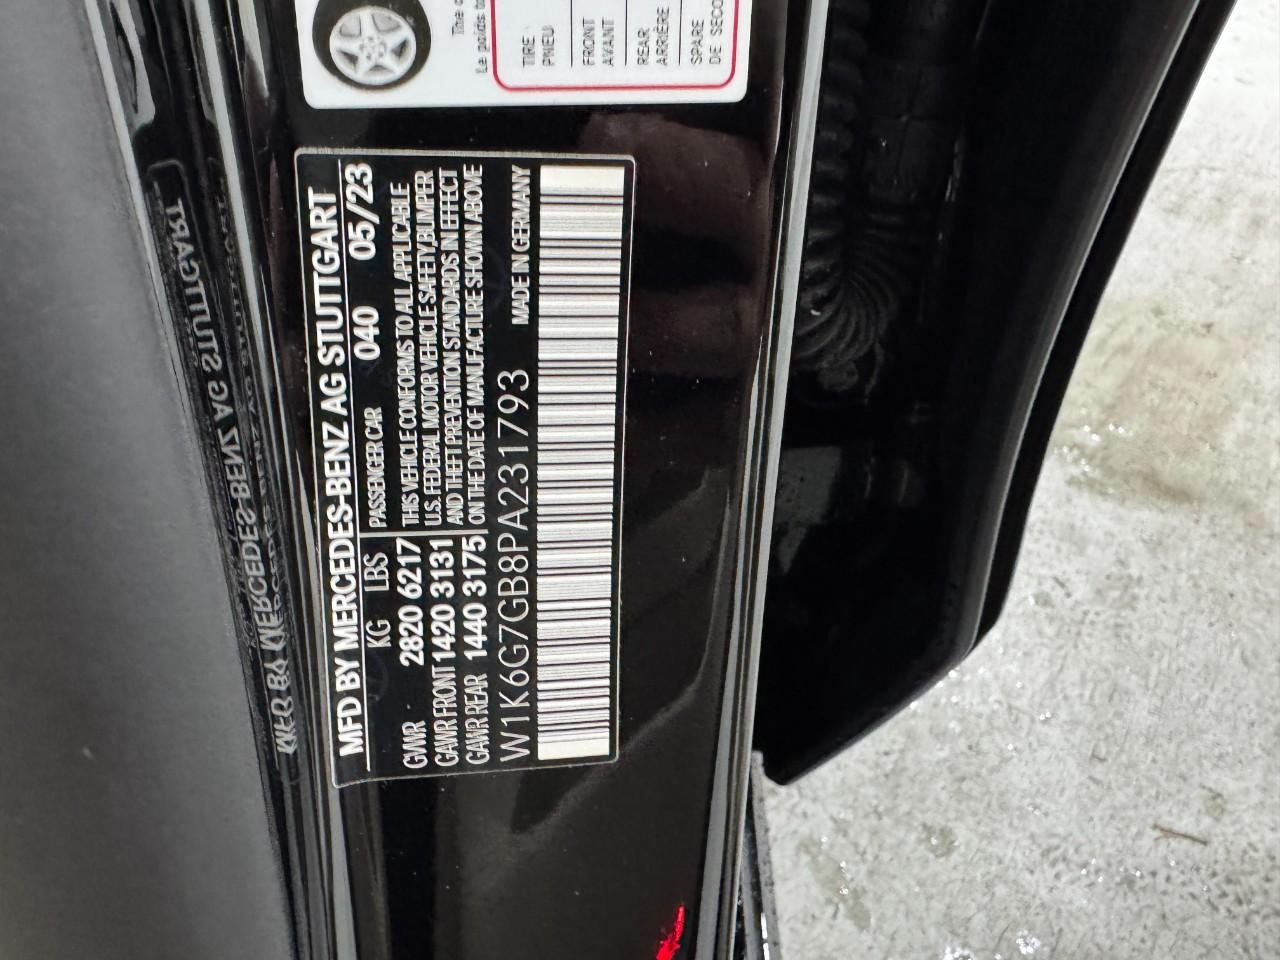 Le poids to
TIRE
PNEU
FRONT
AVANT
REAR
ARRIÈRE
SPARE
DE SECO
MFD BY MERCEDES-BENZ AG STUTTGART
KG LBS PASSENGER CAR 040 05/23
GVWR 2820 6217 THIS VEHICLE CONFORMS TO ALL APPLICABLE
GAWR FRONT 1420 3131 U.S. FEDERAL MOTOR VEHICLE SAFETY,BUMPER
AND THEFT PREVENTION STANDARDS IN EFFECT
GAWR REAR 1440 3175 ON THE DATE OF MANUFACTURE SHOWN ABOVE
W1K6G7GB8PA231793 MADE IN GERMANY